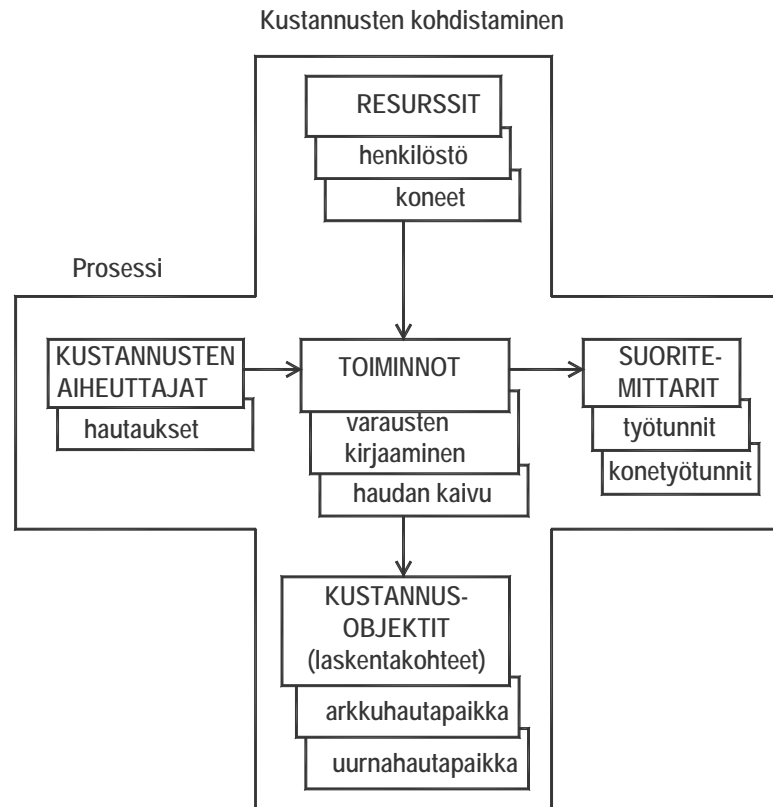 Kustannusten kohdistaminen
RESURSSIT
henkilöstö
koneet
Prosessi
KUSTANNUSTEN
AIHEUTTAJAT
hautaukset
TOIMINNOT
varausten
kirjaaminen
haudan kaivu
SUORITE-
MITTARIT
työtunnit
konetyötunnit
KUSTANNUS-
OBJEKTIT
(laskentakohteet)
arkkuhautapaikka
uurnahautapaikka